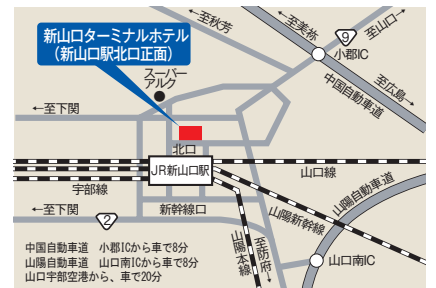 新山口ターミナルホテル
(新山口駅北口正面)
←至秋芳
←至美祢
9
至山口→
小郡IC
至広島→
中国自動車道
スーパー
アルク
←至下関
北口
JR新山口駅
宇部線
山口線
山陽自動車道
←至下関
2
新幹線口
山陽新幹線
山陽本線
至防府→
山口南IC
中国自動車道　小郡ICから車で8分
山陽自動車道　山口南ICから車で8分
山口宇部空港から、車で20分